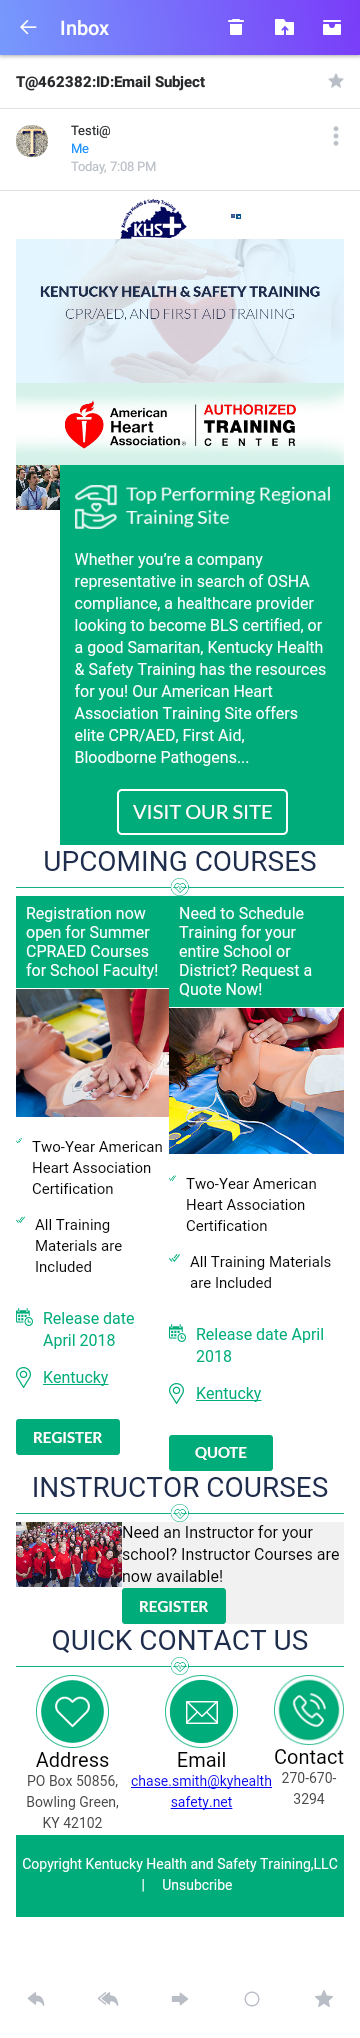 Inbox
T@462382:ID:Email Subject
Testi@
Me
Today, 7:08 PM
Kentucky Health & Safety Training
KHS
KENTUCKY HEALTH & SAFETY TRAINING
CPR/AED, AND FIRST AID TRAINING
American
Heart
Association®
AUTHORIZED
TRAINING
CENTER
Top Performing Regional
Training Site
Whether you're a company
representative in search of OSHA
compliance, a healthcare provider
looking to become BLS certified, or
a good Samaritan, Kentucky Health
& Safety Training has the resources
for you! Our American Heart
Association Training Site offers
elite CPR/AED, First Aid,
Bloodborne Pathogens...
VISIT OUR SITE
UPCOMING COURSES
Registration now
open for Summer
CPRAED Courses
for School Faculty!
Two-Year American
Heart Association
Certification
All Training
Materials are
Included
Release date
April 2018
Kentucky
REGISTER
Need to Schedule
Training for your
entire School or
District? Request a
Quote Now!
Two-Year American
Heart Association
Certification
All Training Materials
are Included
Release date April
2018
Kentucky
QUOTE
INSTRUCTOR COURSES
Need an Instructor for your
school? Instructor Courses are
now available!
REGISTER
QUICK CONTACT US
Address
PO Box 50856,
Bowling Green,
KY 42102
Email
chase.smith@kyhealth
safety.net
Contact
270-670-
3294
Copyright Kentucky Health and Safety Training,LLC
| Unsubcribe